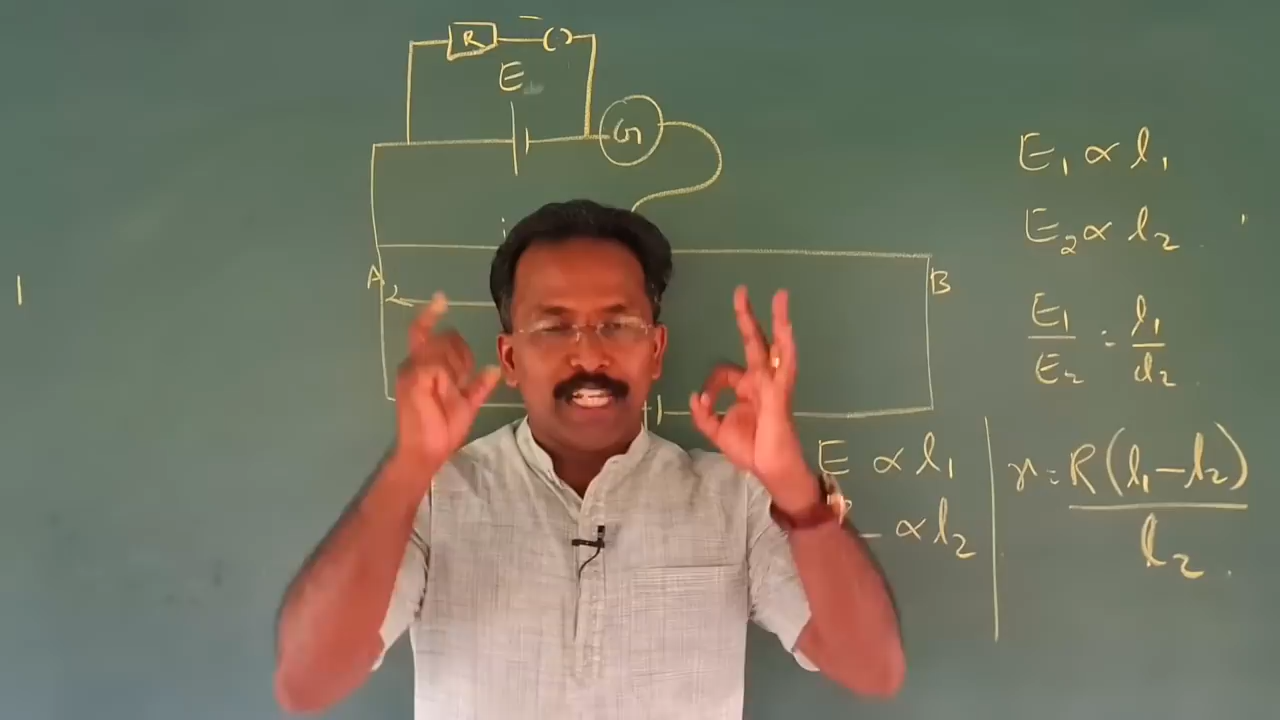 R
E
G
A
B
E₁ ∝ l₁
E₂ ∝ l₂
E₁/E₂ = l₁/l₂
E ∝ l₁
∝ l₂
r = R(l₁ - l₂)/l₂